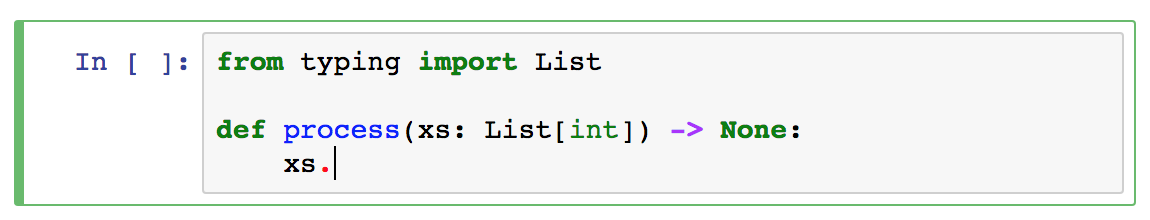 In [ ]: from typing import List
def process(xs: List[int]) -> None:
    xs.